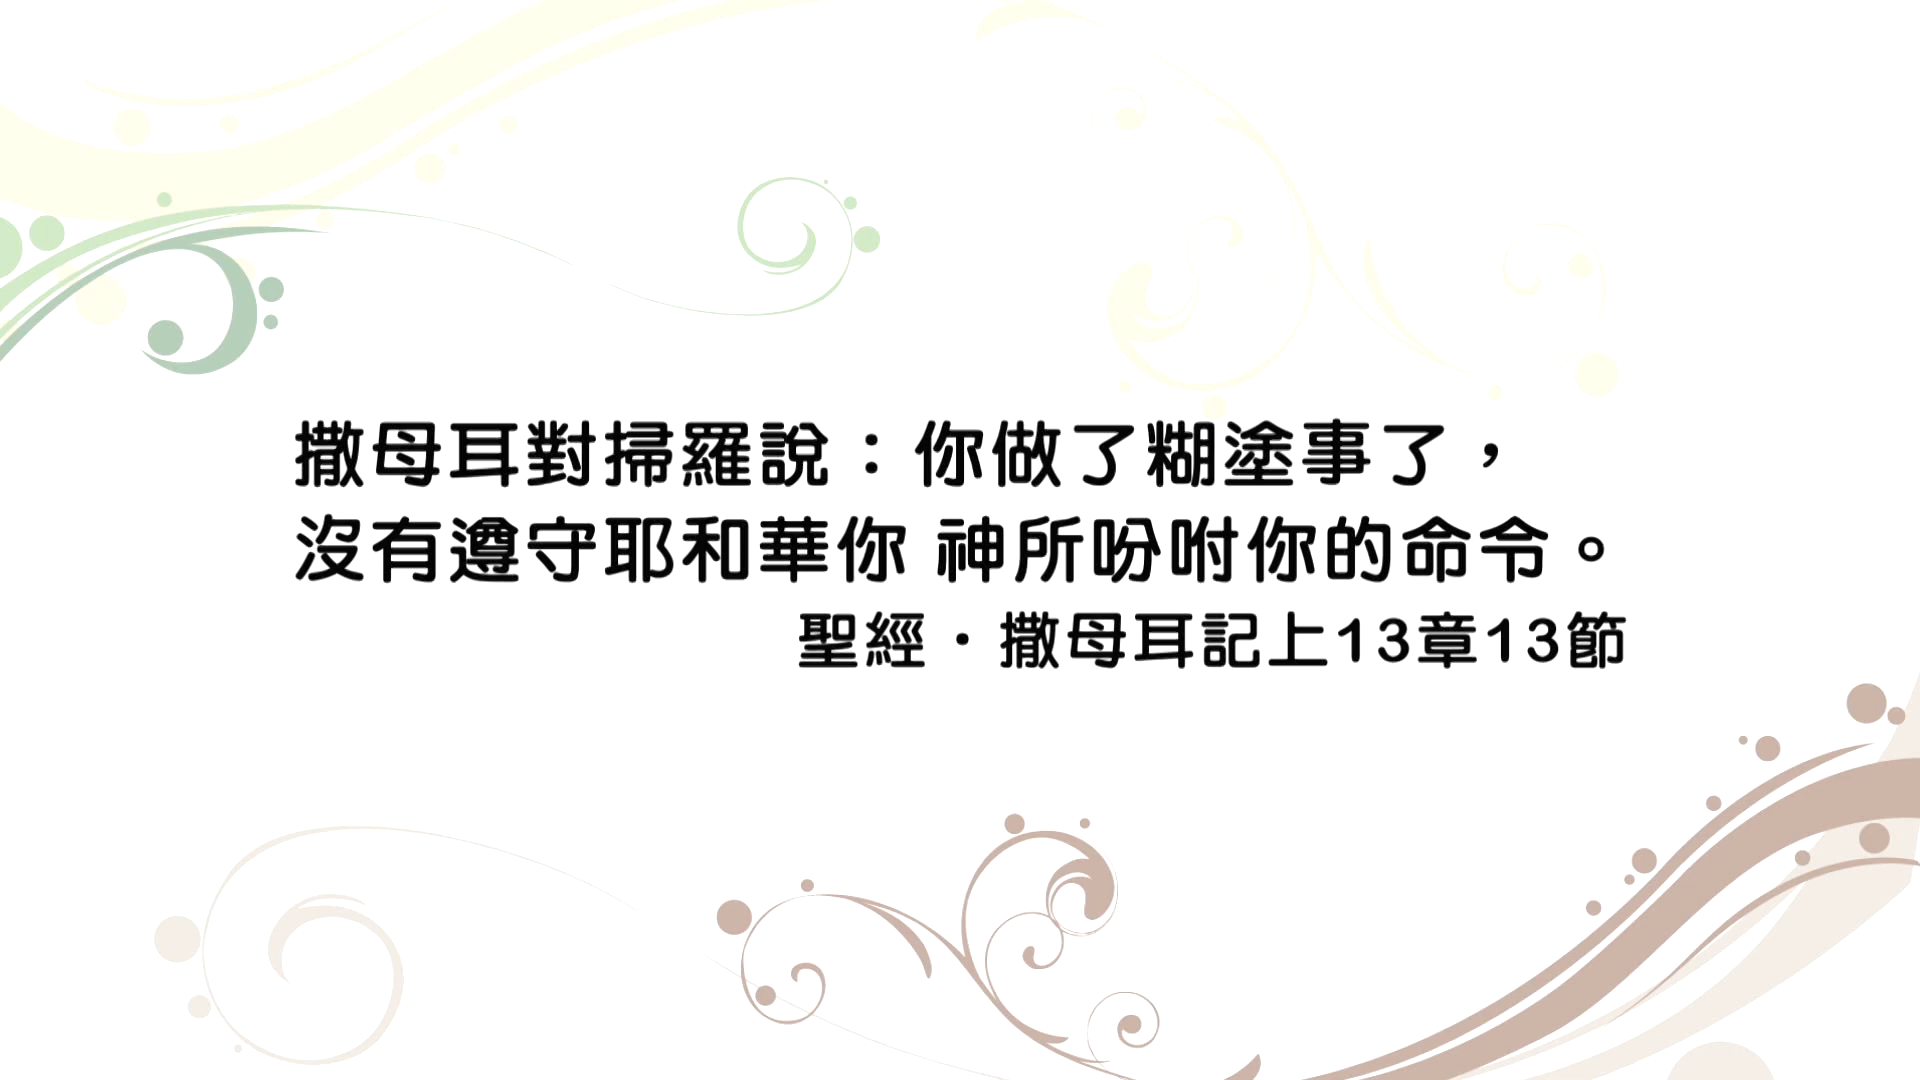 撒母耳對掃羅說：你做了糊塗事了，
沒有遵守耶和華你 神所吩咐你的命令。
聖經．撒母耳記上13章13節